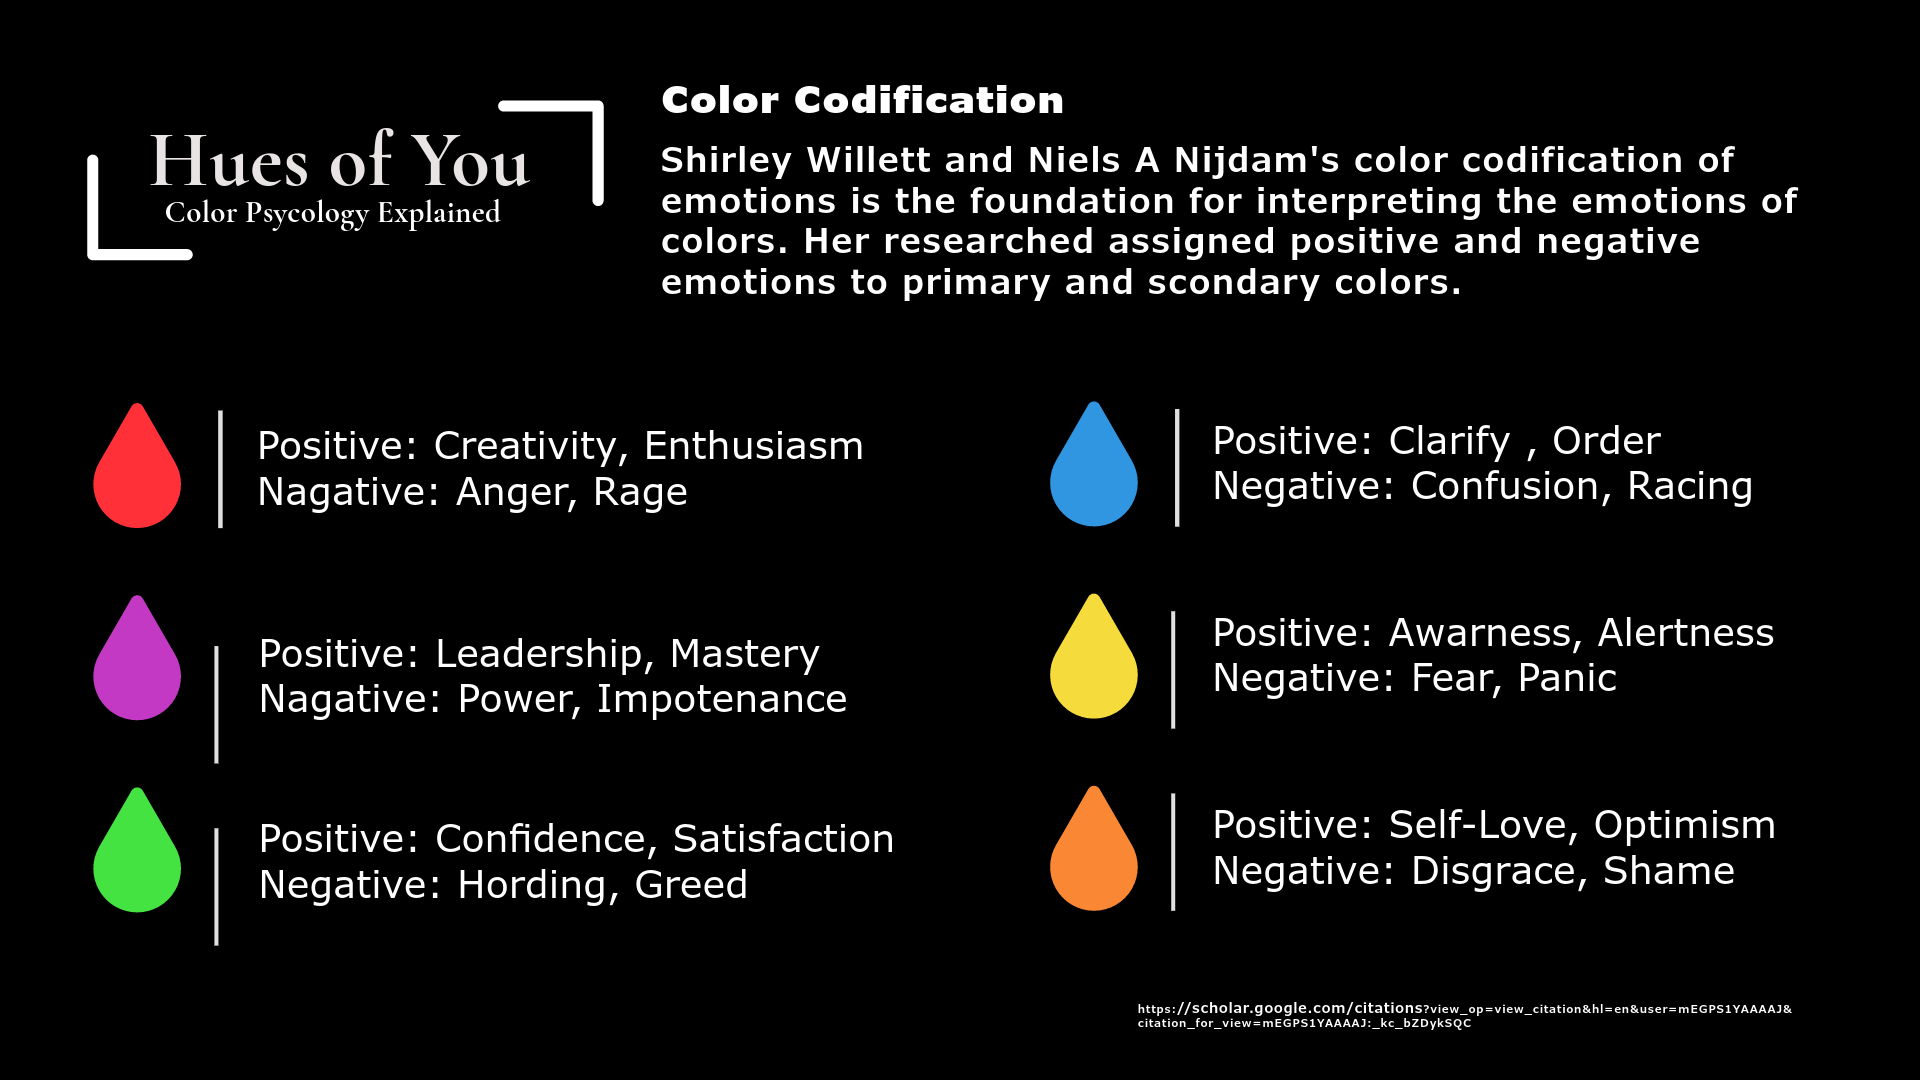 Hues of You
Color Psycology Explained
Color Codification
Shirley Willett and Niels A Nijdam's color codification of
emotions is the foundation for interpreting the emotions of
colors. Her researched assigned positive and negative
emotions to primary and scondary colors.
Positive: Creativity, Enthusiasm
Nagative: Anger, Rage
Positive: Clarify , Order
Negative: Confusion, Racing
Positive: Leadership, Mastery
Nagative: Power, Impotenance
Positive: Awarness, Alertness
Negative: Fear, Panic
Positive: Confidence, Satisfaction
Negative: Hording, Greed
Positive: Self-Love, Optimism
Negative: Disgrace, Shame
https://scholar.google.com/citations?view_op=view_citation&hl=en&user=mEGPS1YAAAAJ&
citation_for_view=mEGPS1YAAAAJ:_kc_bZDykSQC